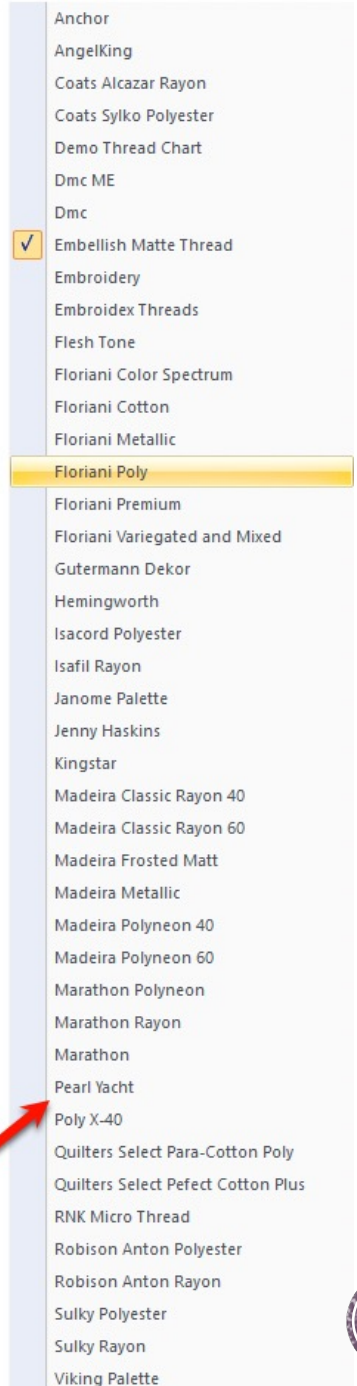 Anchor
AngelKing
Coats Alcazar Rayon
Coats Sylko Polyester
Demo Thread Chart
Dmc ME
Dmc
Embellish Matte Thread
Embroidery
Embroidex Threads
Flesh Tone
Floriani Color Spectrum
Floriani Cotton
Floriani Metallic
Floriani Poly
Floriani Premium
Floriani Variegated and Mixed
Gutermann Dekor
Hemingworth
Isacord Polyester
Isafil Rayon
Janome Palette
Jenny Haskins
Kingstar
Madeira Classic Rayon 40
Madeira Classic Rayon 60
Madeira Frosted Matt
Madeira Metallic
Madeira Polyneon 40
Madeira Polyneon 60
Marathon Polyneon
Marathon Rayon
Marathon
Pearl Yacht
Poly X-40
Quilters Select Para-Cotton Poly
Quilters Select Pefect Cotton Plus
RNK Micro Thread
Robison Anton Polyester
Robison Anton Rayon
Sulky Polyester
Sulky Rayon
Viking Palette